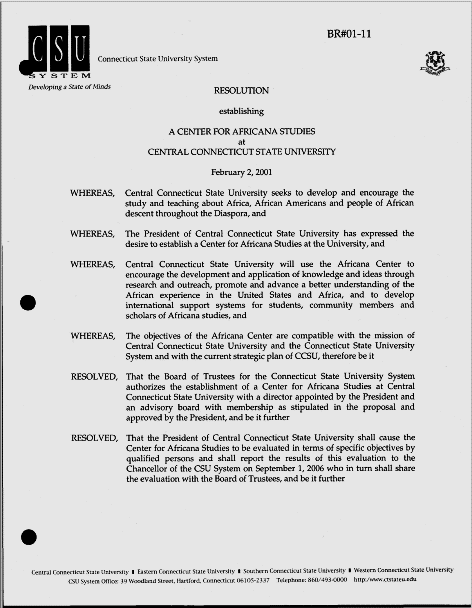 BR#01-11
CSU
SYSTEM
Connecticut State University System
Developing a State of Minds
RESOLUTION
establishing
A CENTER FOR AFRICANA STUDIES
at
CENTRAL CONNECTICUT STATE UNIVERSITY
February 2, 2001
WHEREAS, Central Connecticut State University seeks to develop and encourage the
study and teaching about Africa, African Americans and people of African
descent throughout the Diaspora, and
WHEREAS, The President of Central Connecticut State University has expressed the
desire to establish a Center for Africana Studies at the University, and
WHEREAS, Central Connecticut State University will use the Africana Center to
encourage the development and application of knowledge and ideas through
research and outreach, promote and advance a better understanding of the
African experience in the United States and Africa, and to develop
international support systems for students, community members and
scholars of Africana studies, and
WHEREAS, The objectives of the Africana Center are compatible with the mission of
Central Connecticut State University and the Connecticut State University
System and with the current strategic plan of CCSU, therefore be it
RESOLVED, That the Board of Trustees for the Connecticut State University System
authorizes the establishment of a Center for Africana Studies at Central
Connecticut State University with a director appointed by the President and
an advisory board with membership as stipulated in the proposal and
approved by the President, and be it further
RESOLVED, That the President of Central Connecticut State University shall cause the
Center for Africana Studies to be evaluated in terms of specific objectives by
qualified persons and shall report the results of this evaluation to the
Chancellor of the CSU System on September 1, 2006 who in turn shall share
the evaluation with the Board of Trustees, and be it further
Central Connecticut State University Eastern Connecticut State University Southern Connecticut State University Western Connecticut State University
CSU System Office: 39 Woodland Street, Hartford, Connecticut 06105-2337 Telephone: 860/493-0000 http:/www.ctstateu.edu